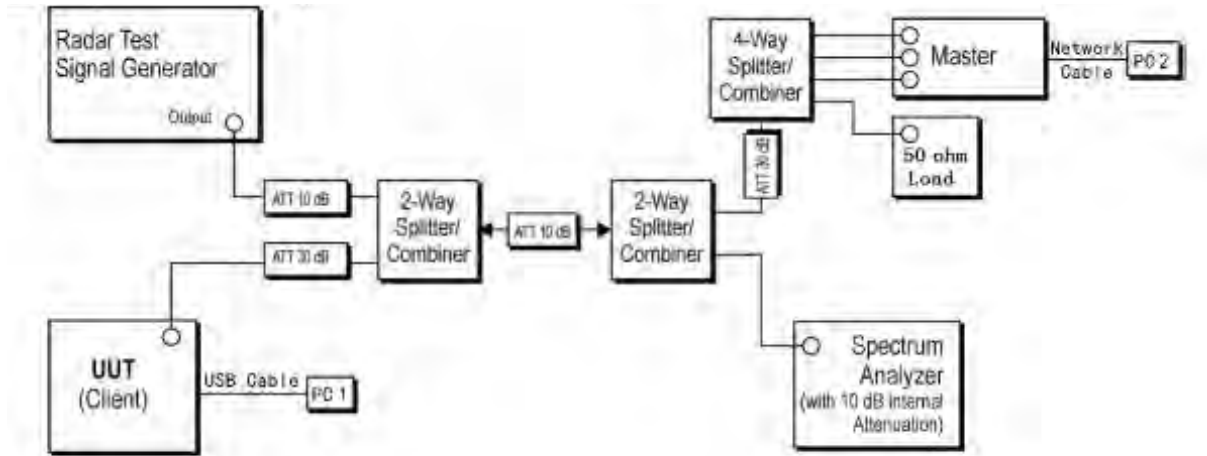 Radar Test
Signal Generator
Output
ATT 10 dB
ATT 30 dB
2-Way
Splitter/
Combiner
ATT 10 dB
2-Way
Splitter/
Combiner
4-Way
Splitter/
Combiner
ATT 30 dB
Master
Network
Cable
PC 2
50 ohm
Load
UUT
(Client)
USB Cable
PC 1
Spectrum
Analyzer
(with 10 dB Internal
Attenuation)